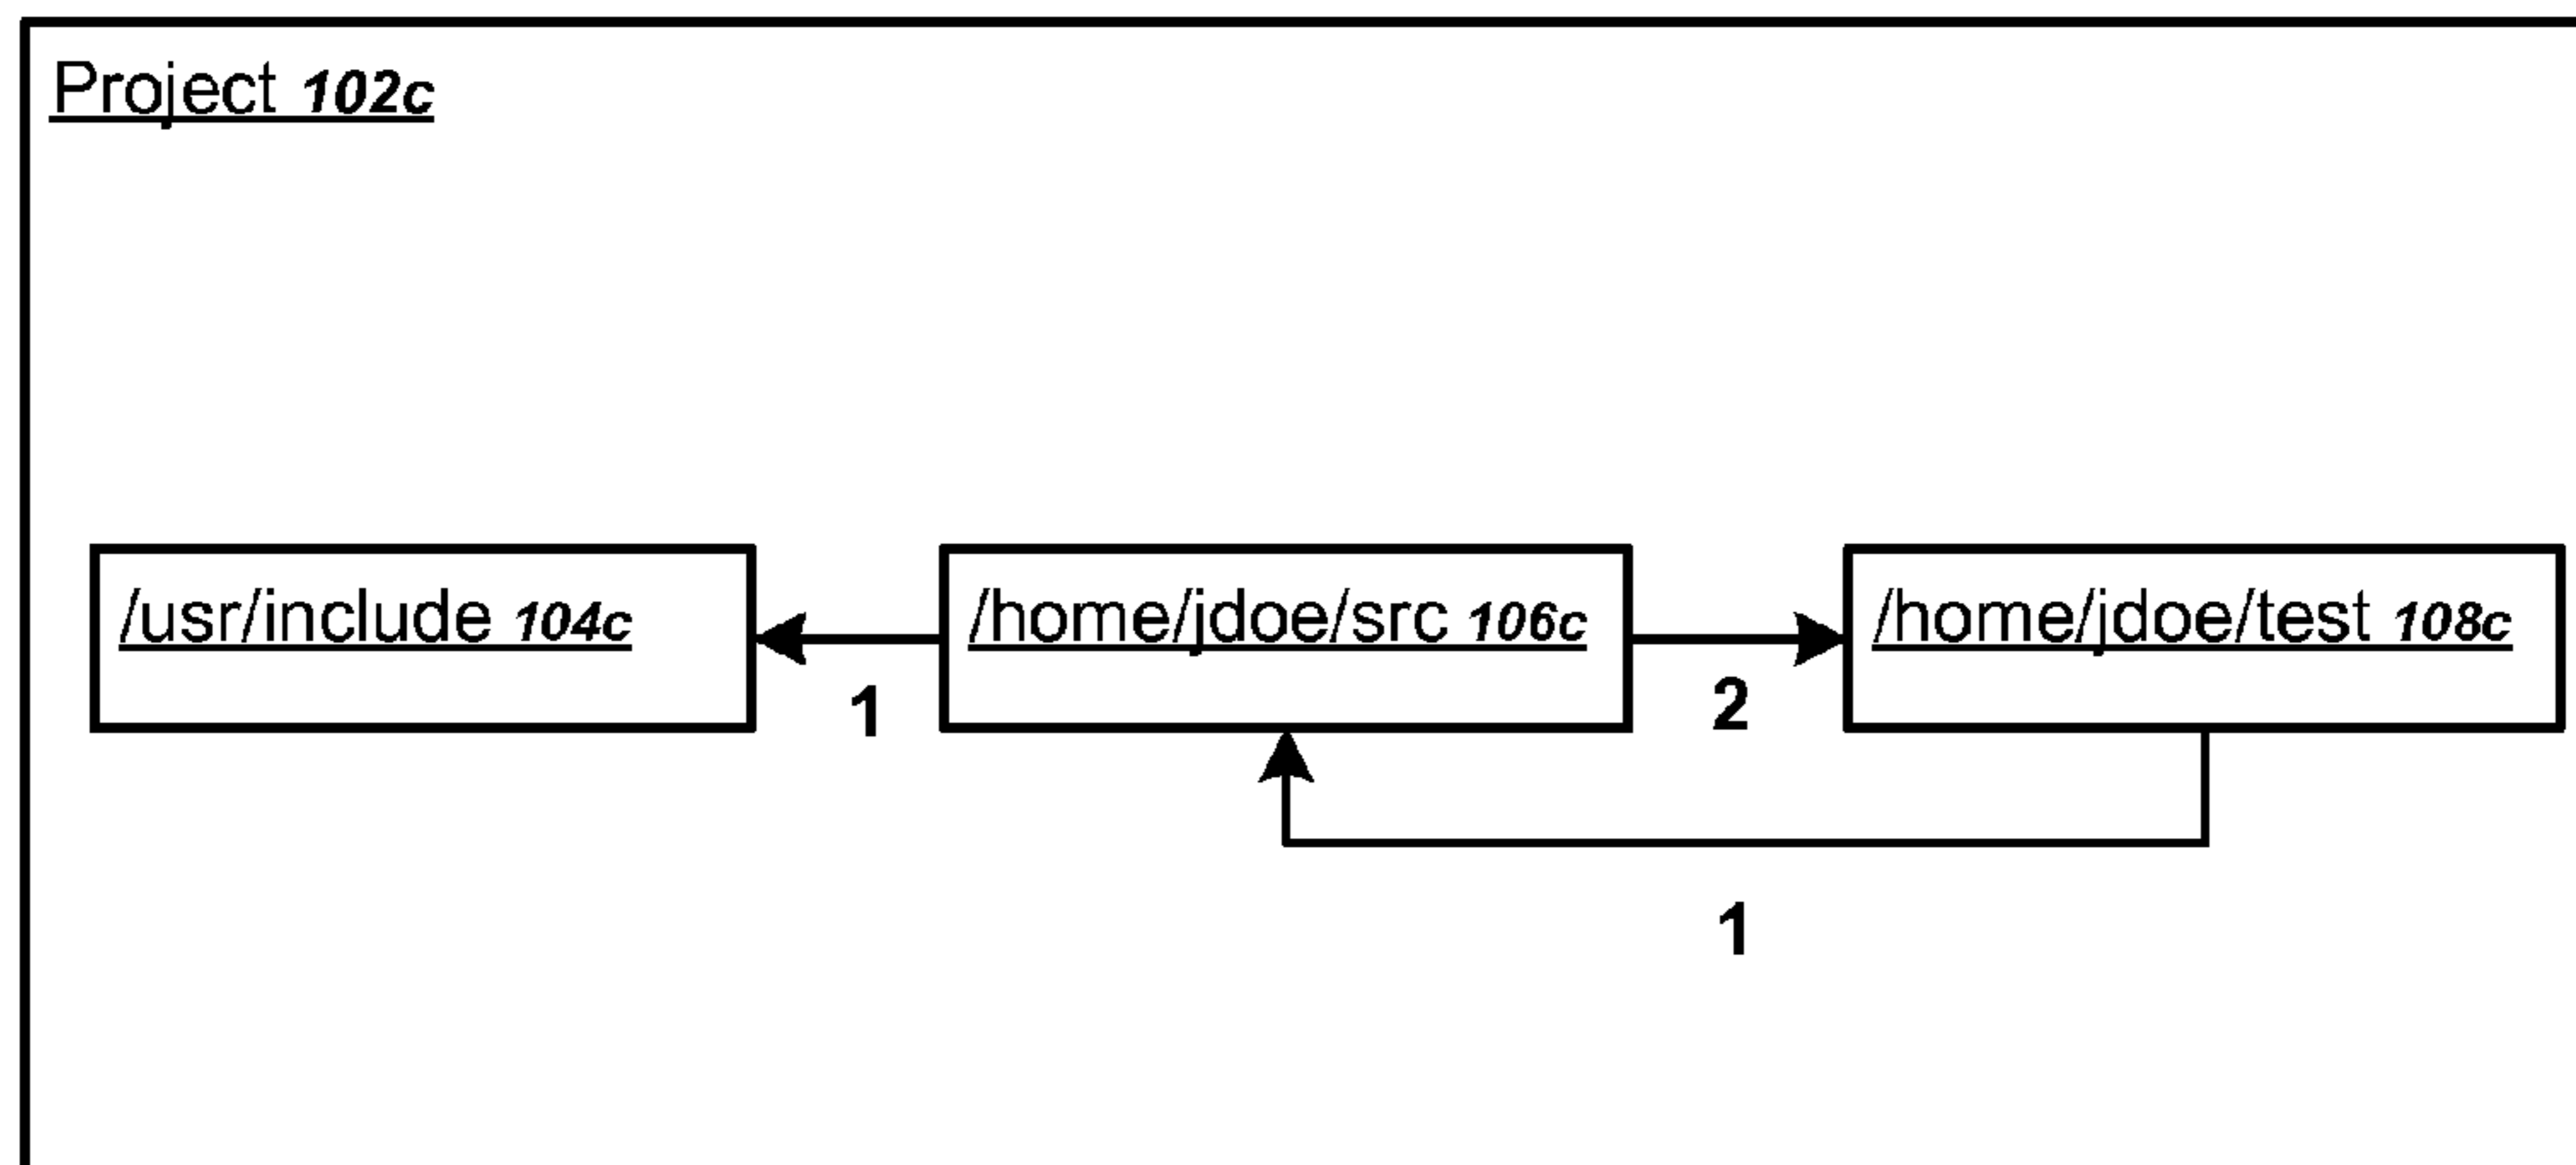 Project 102c
/usr/include 104c
/home/jdoe/src 106c
/home/jdoe/test 108c
1
2
1